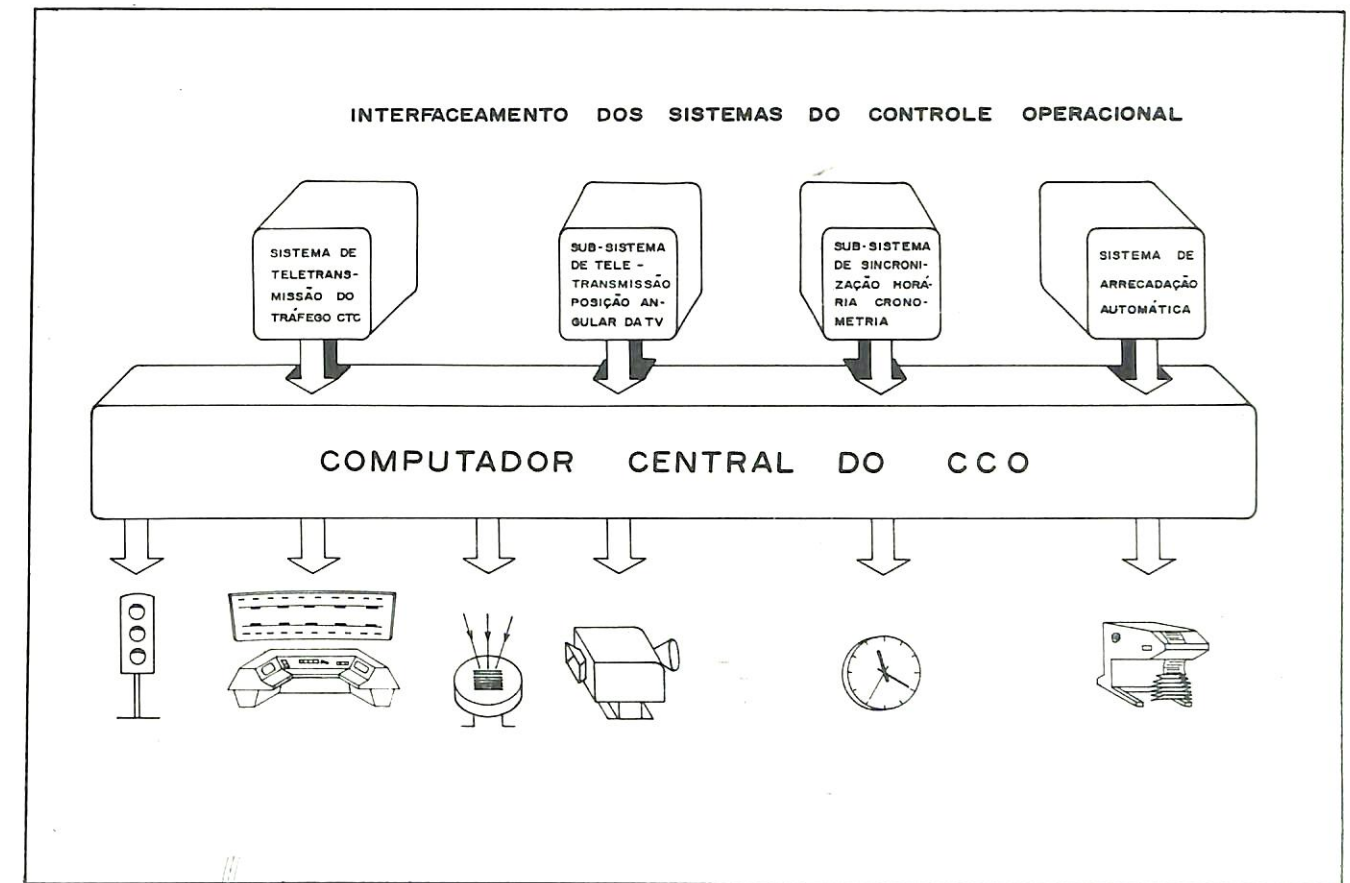 INTERFACEAMENTO DOS SISTEMAS DO CONTROLE OPERACIONAL
SISTEMA DE
TELETRANS-
MISSÃO DO
TRÁFEGO CTC
SUB-SISTEMA
DE TELE-
TRANSMISSÃO
POSIÇÃO AN-
GULAR DA TV
SUB-SISTEMA
DE SINCRONI-
ZAÇÃO HORÁ-
RIA CRONO-
METRIA
SISTEMA DE
ARRECADAÇÃO
AUTOMÁTICA
COMPUTADOR CENTRAL DO CCO